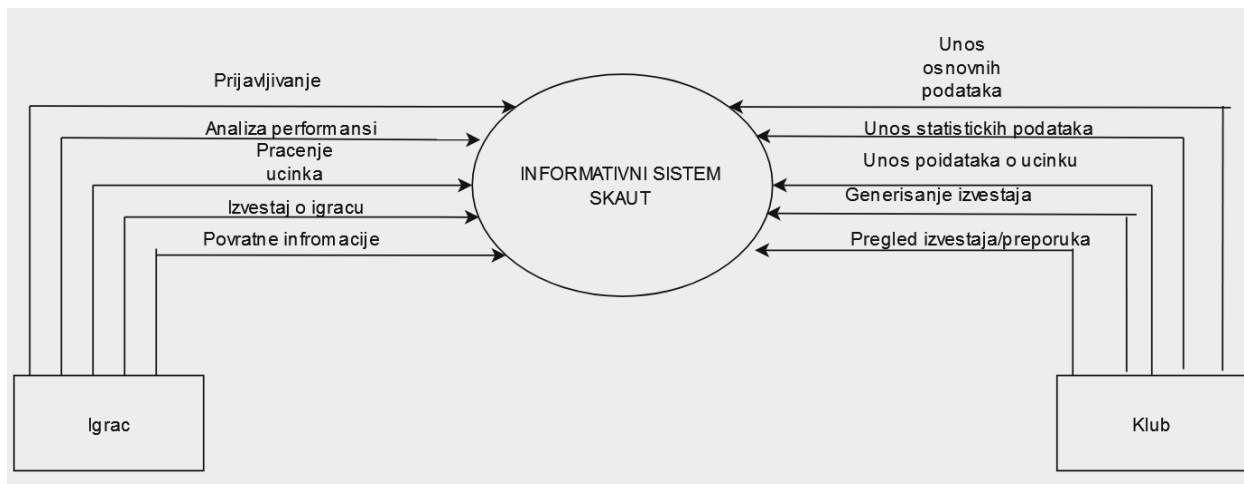 Prijavljivanje
Analiza performansi
Pracenje
ucinka
Izvestaj o igracu
Povratne infromacije
INFORMATIVNI SISTEM
SKAUT
Unos
osnovnih
podataka
Unos statistickih podataka
Unos poidataka o ucinku
Generisanje izvestaja
Pregled izvestaja/preporuka
Igrac
Klub